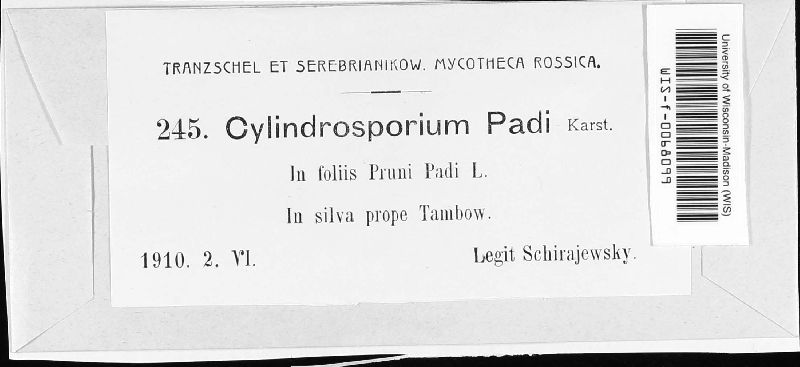 TRANZSCHEL ET SEREBRIANIKOW. MYCOTHECA ROSSICA.
245. Cylindrosporium Padi Karst.
In foliis Pruni Padi L.
In silva prope Tambow.
1910. 2. VI.
Legit Schirajewsky.
University of Wisconsin-Madison (WIS)
WIS-f-0068099